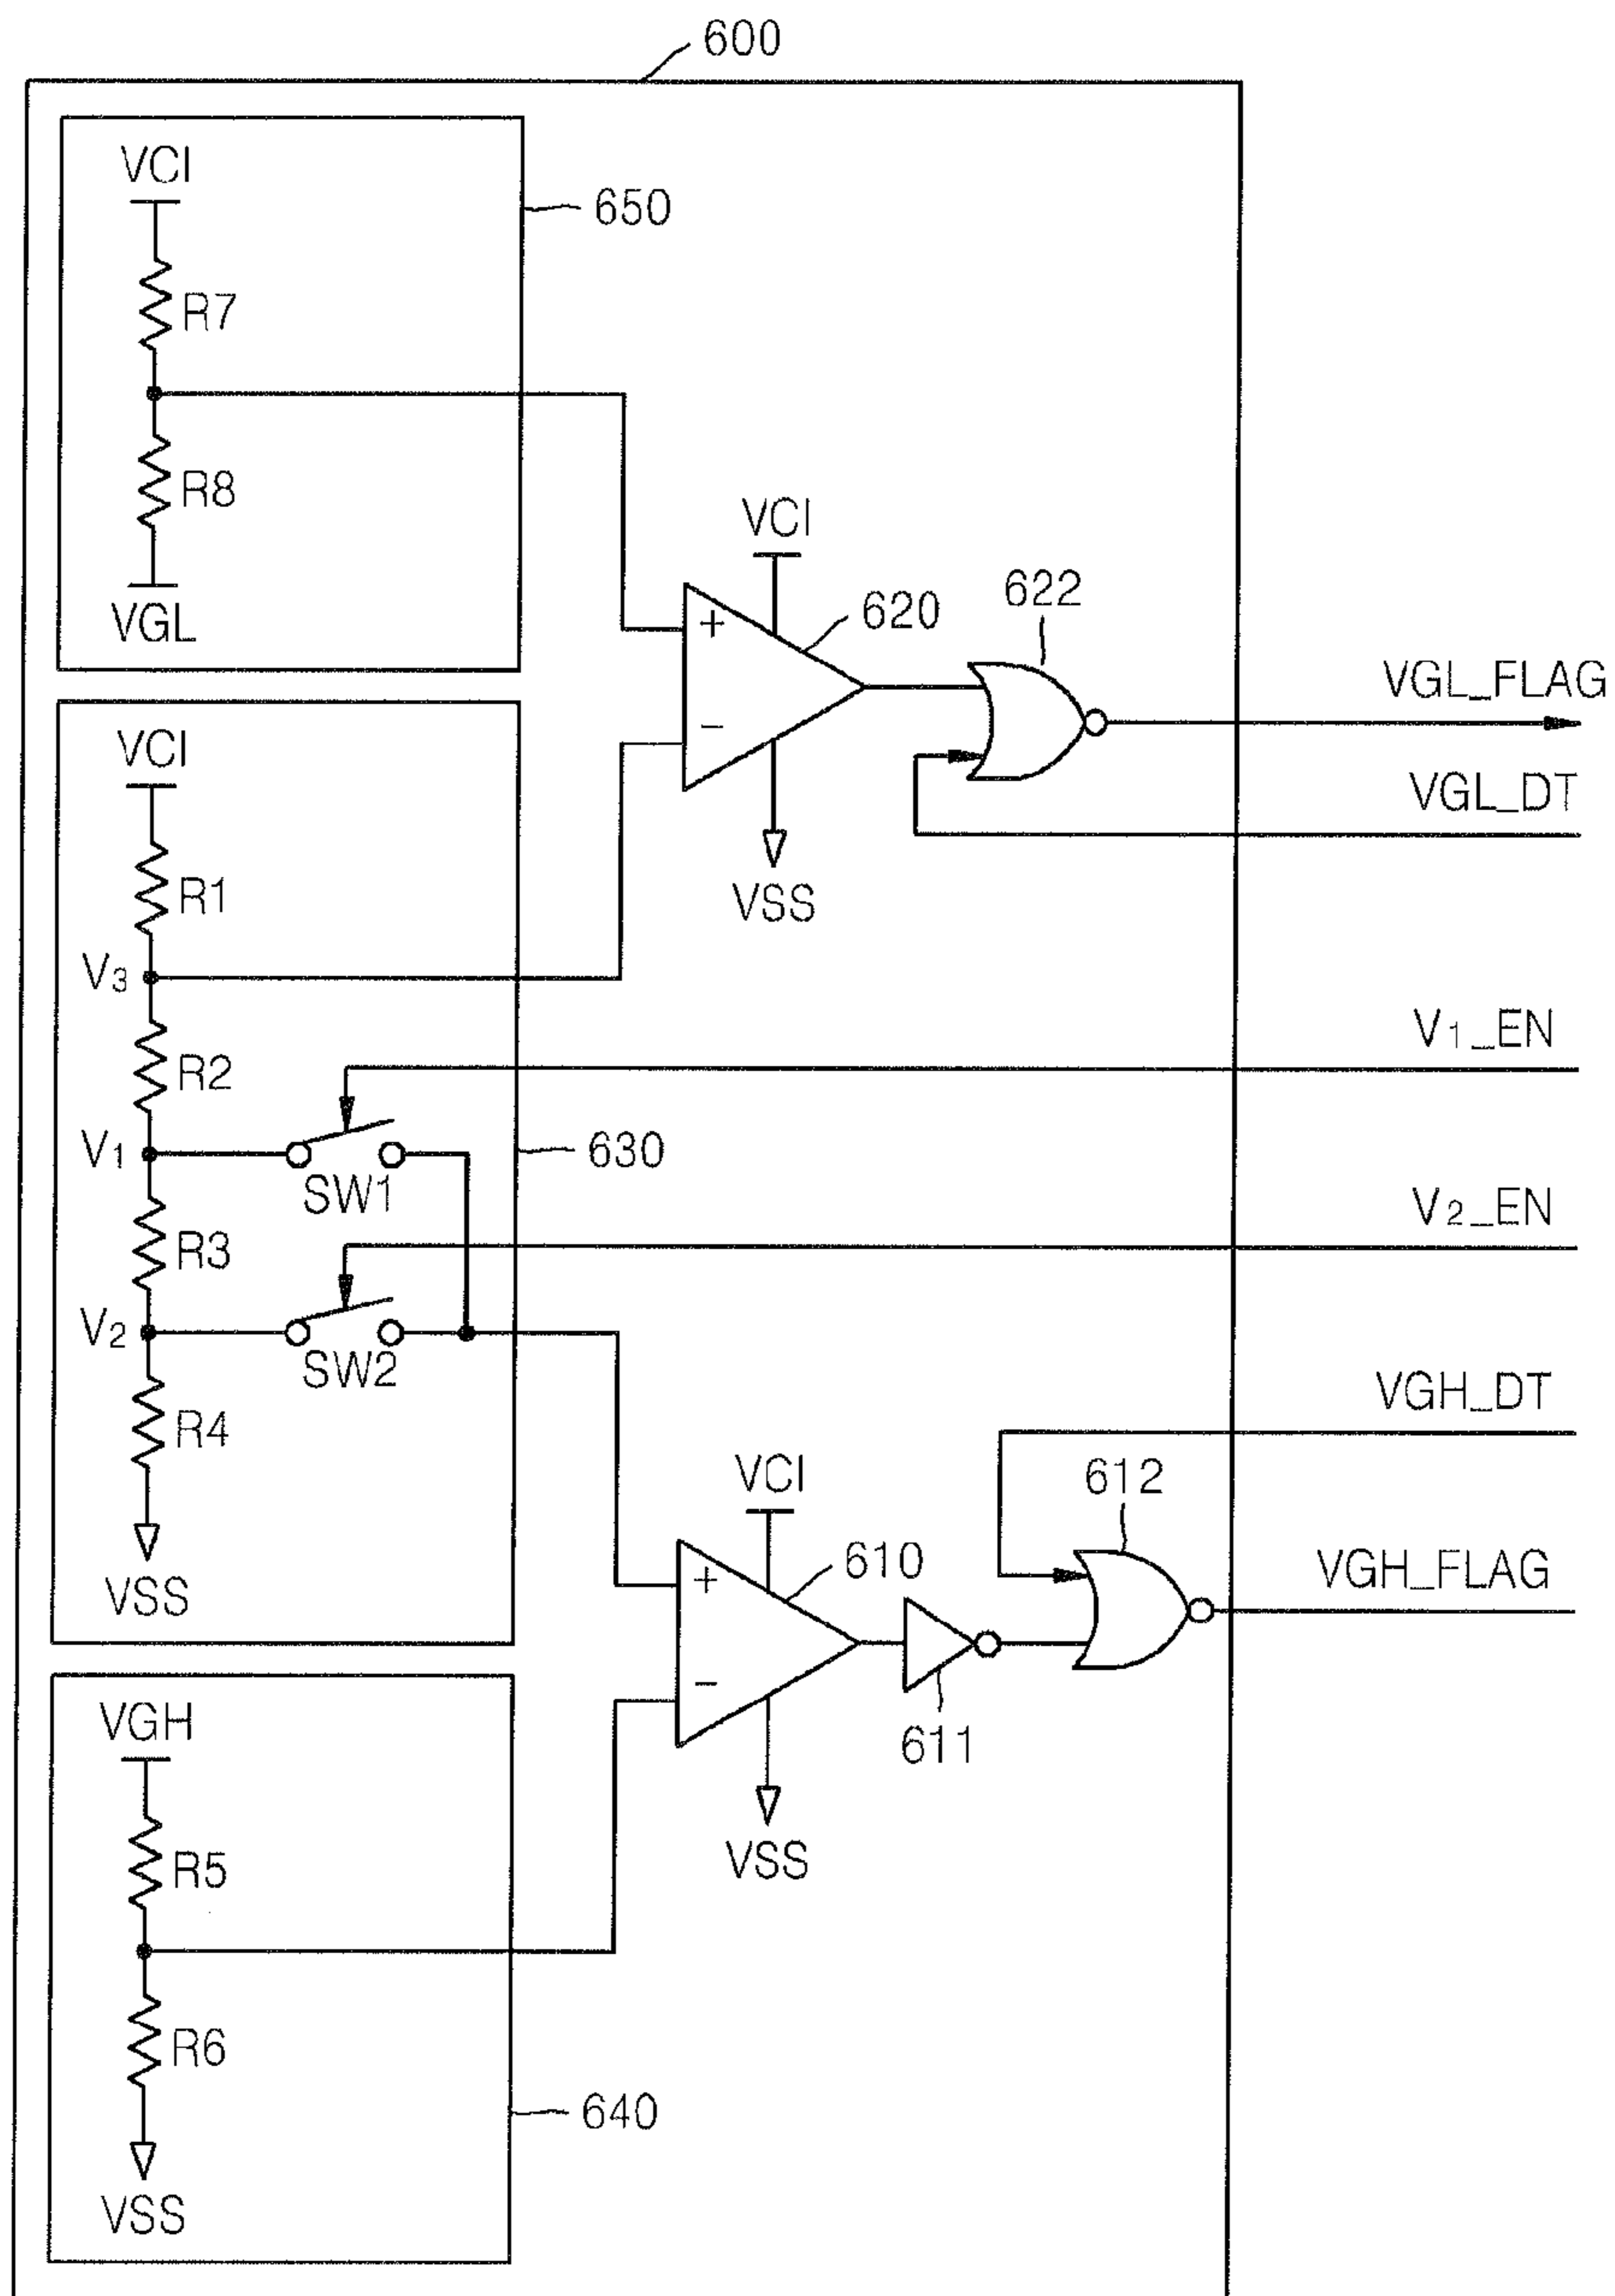 600
VCI
650
R7
R8
VGL
VCI
620
622
+
−
VSS
VGL_FLAG
VGL_DT
VCI
R1
V3
R2
V1
SW1
R3
V2
SW2
R4
VSS
630
V1_EN
V2_EN
VGH_DT
VCI
610
612
+
−
611
VSS
VGH_FLAG
VGH
R5
R6
VSS
640